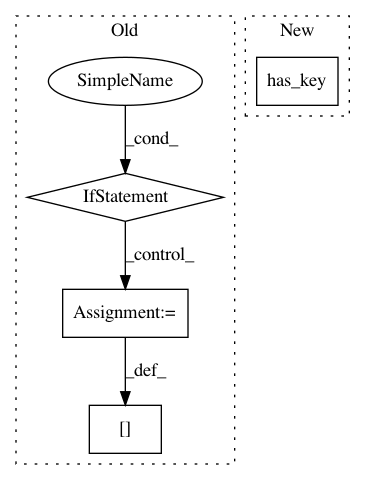 Old
New
SimpleName
has_key
_cond_
IfStatement
_control_
Assignment:=
_def_
[]